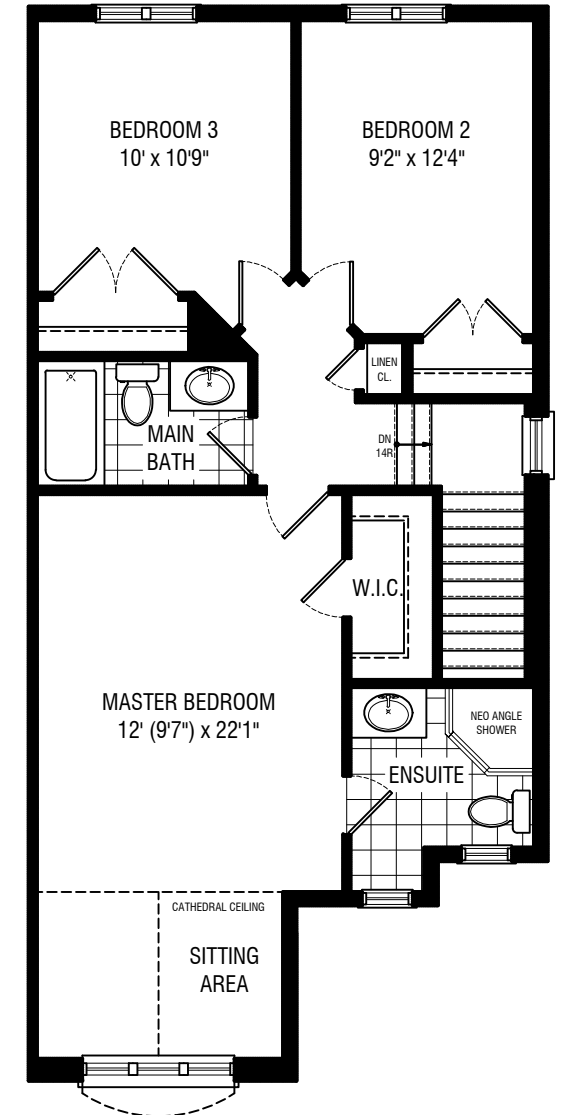 BEDROOM 3
10' x 10'9"
BEDROOM 2
9'2" x 12'4"
LINEN
CL.
MAIN
BATH
DN
14R
W.I.C.
MASTER BEDROOM
12' (9'7") x 22'1"
NEO ANGLE
SHOWER
ENSUITE
CATHEDRAL CEILING
SITTING
AREA